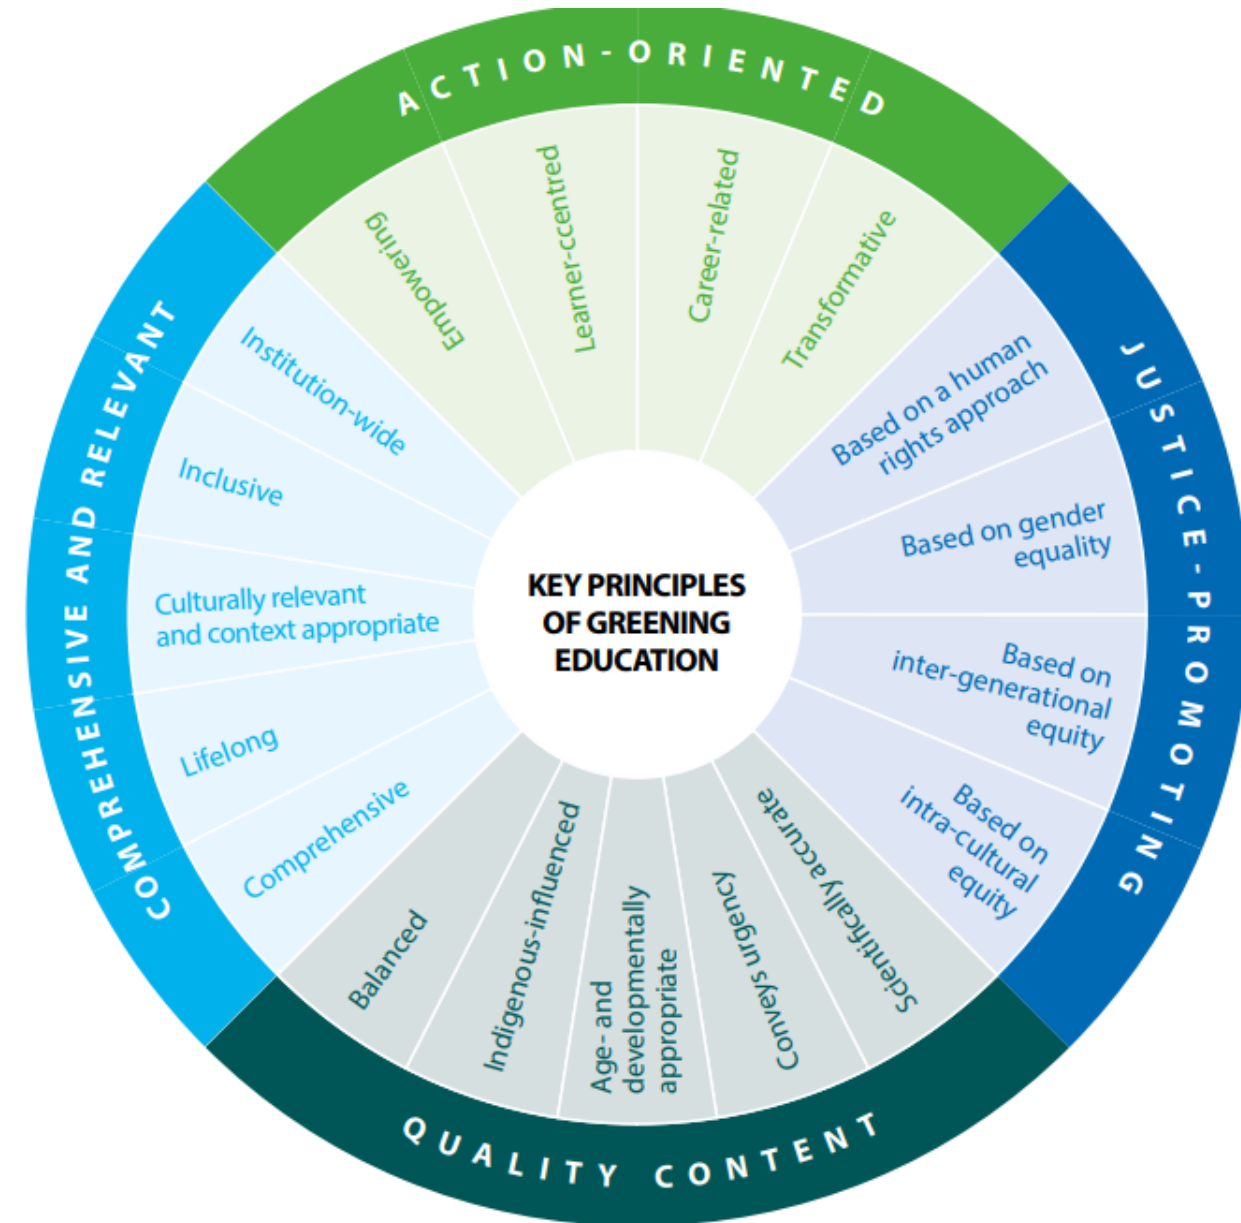 ACTION-ORIENTED
Empowering
Learner-ccentred
Career-related
Transformative
JUSTICE-PROMOTING
Based on a human
rights approach
Based on gender
equality
Based on
inter-generational
equity
Based on
intra-cultural
equity
QUALITY CONTENT
Scientifically accurate
Conveys urgency
Age- and
developmentally
appropriate
Indigenous-influenced
Balanced
COMPREHENSIVE AND RELEVANT
Comprehensive
Lifelong
Culturally relevant
and context appropriate
Inclusive
Institution-wide
KEY PRINCIPLES
OF GREENING
EDUCATION